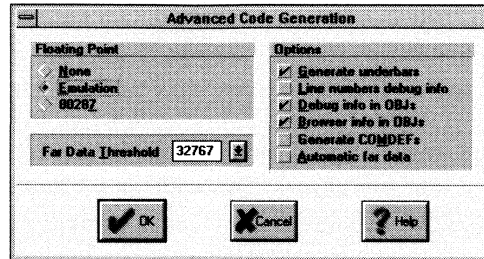 Advanced Code Generation
Floating Point
None
Emulation
80287
Far Data Threshold 32767
Options
Generate underbars
Line numbers debug info
Debug info in OBJs
Browser info in OBJs
Generate COMDEFs
Automatic far data
OK
Cancel
Help